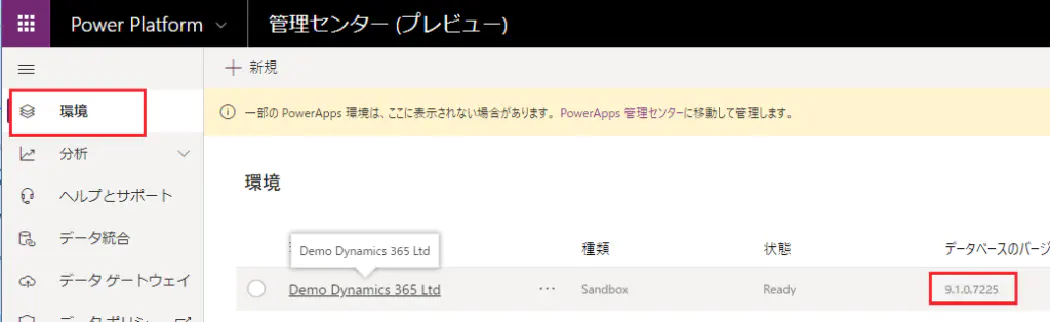 Power Platform
管理センター (プレビュー)
新規
環境
一部の PowerApps 環境は、ここに表示されない場合があります。PowerApps 管理センターに移動して管理します。
分析
環境
ヘルプとサポート
データ統合
Demo Dynamics 365 Ltd
種類
状態
データベースのバージ
データ ゲートウェイ
Demo Dynamics 365 Ltd
Sandbox
Ready
9.1.0.7225
データ ポリシー